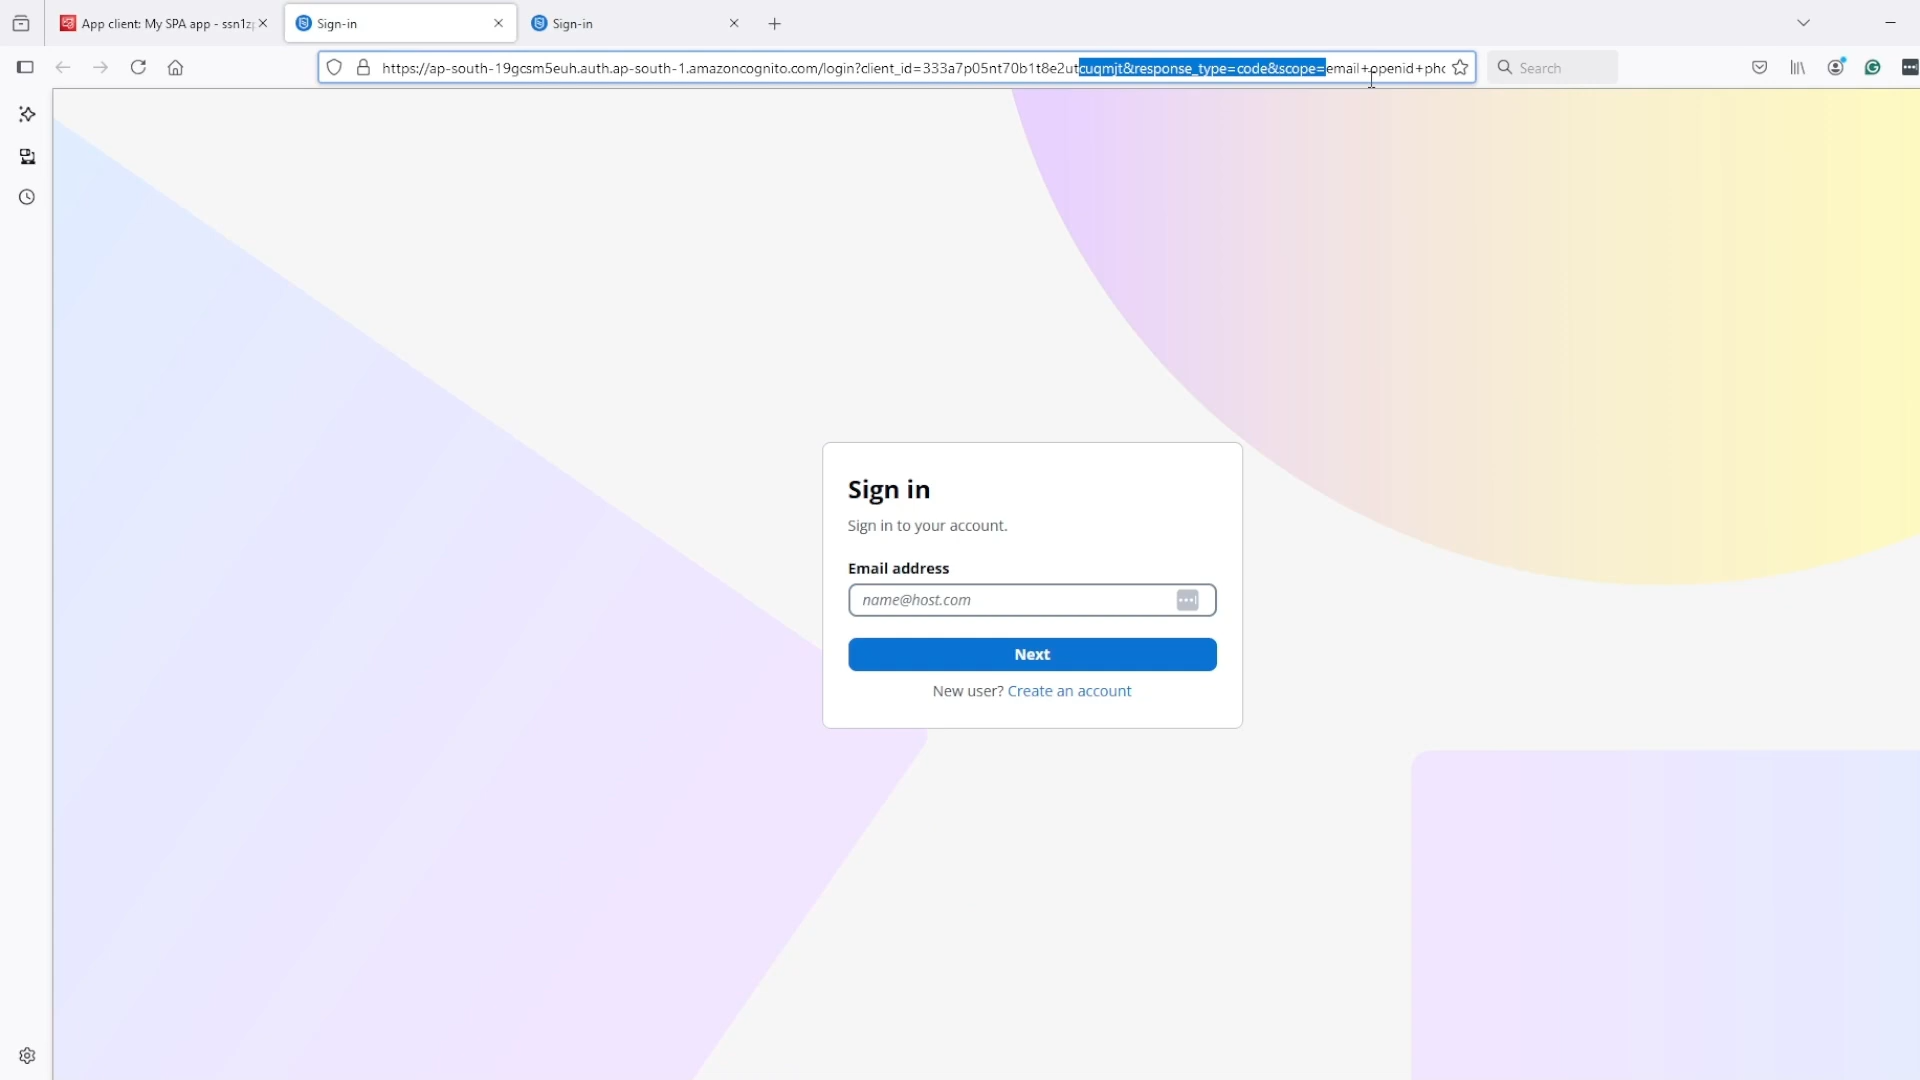 App client: My SPA app - ssn1z
Sign-in
Sign-in
https://ap-south-19gcsm5euh.auth.ap-south-1.amazoncognito.com/login?client_id=333a7p05nt70b1t8e2utcuqmjt&response_type=code&scope=email+openid+pho
Search
Sign in
Sign in to your account.
Email address
name@host.com
Next
New user? Create an account